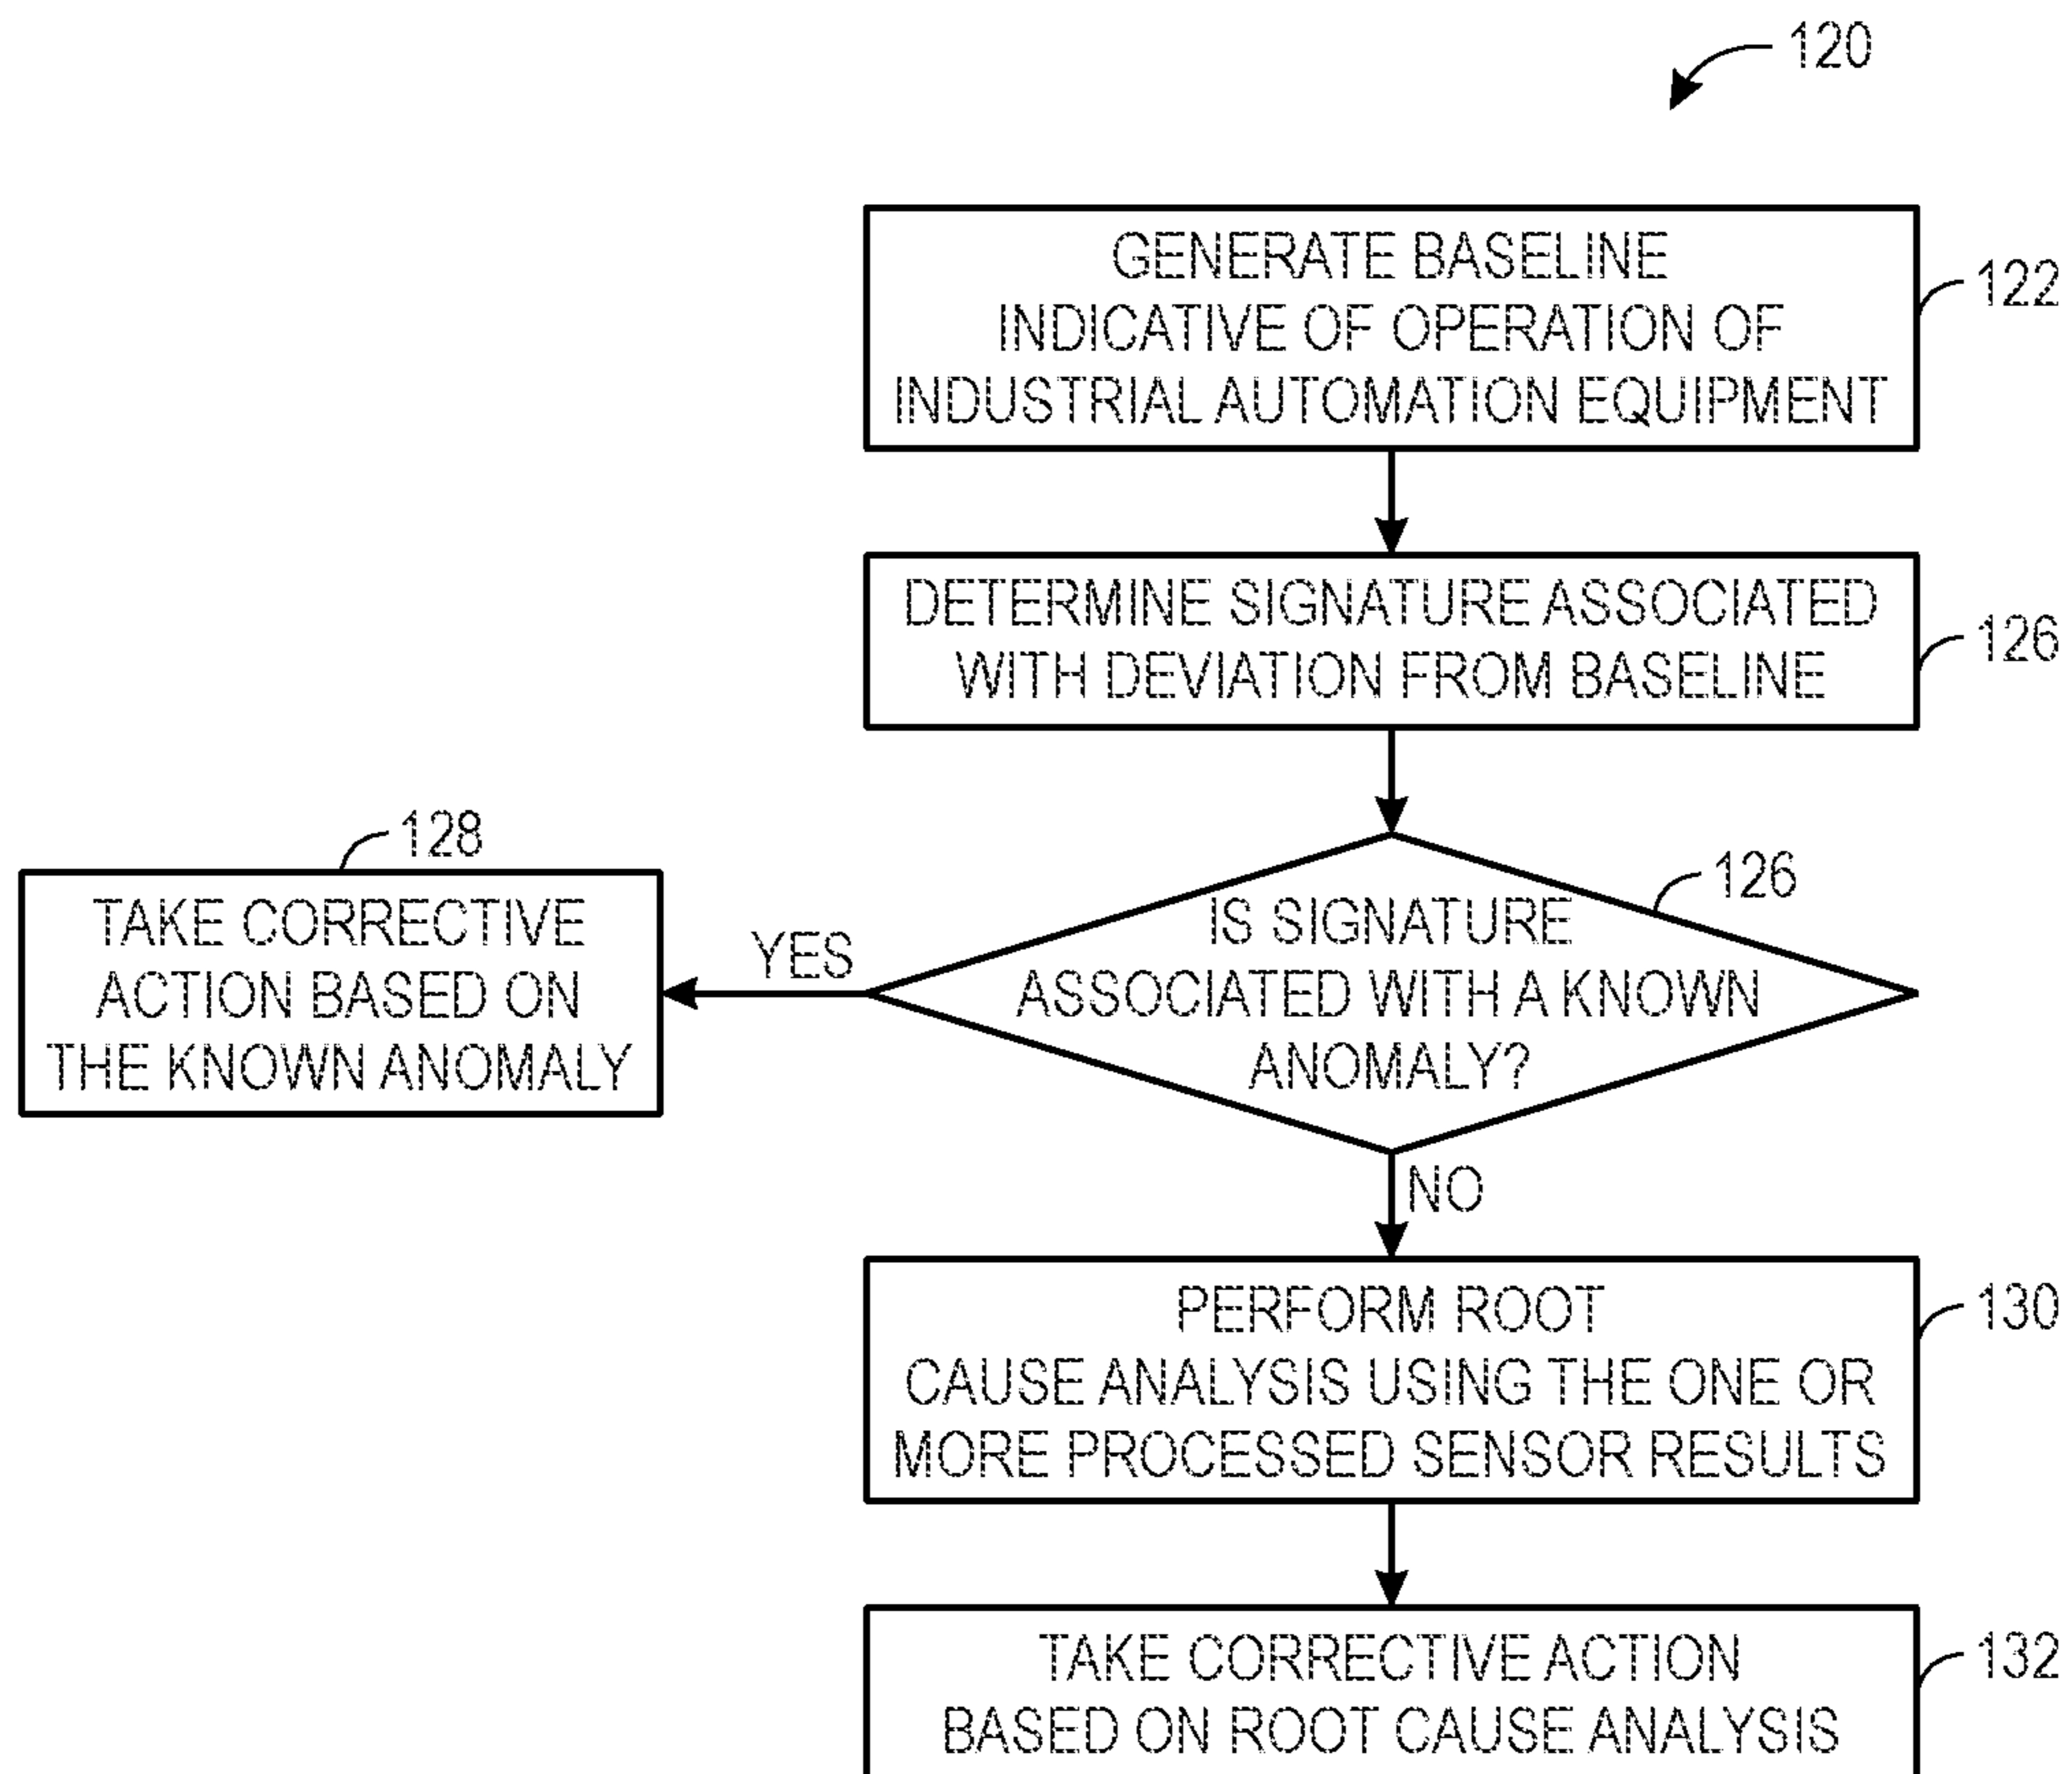 120
GENERATE BASELINE
INDICATIVE OF OPERATION OF
INDUSTRIAL AUTOMATION EQUIPMENT
122
DETERMINE SIGNATURE ASSOCIATED
WITH DEVIATION FROM BASELINE
126
128
TAKE CORRECTIVE
ACTION BASED ON
THE KNOWN ANOMALY
YES
126
IS SIGNATURE
ASSOCIATED WITH A KNOWN
ANOMALY?
NO
PERFORM ROOT
CAUSE ANALYSIS USING THE ONE OR
MORE PROCESSED SENSOR RESULTS
130
TAKE CORRECTIVE ACTION
BASED ON ROOT CAUSE ANALYSIS
132